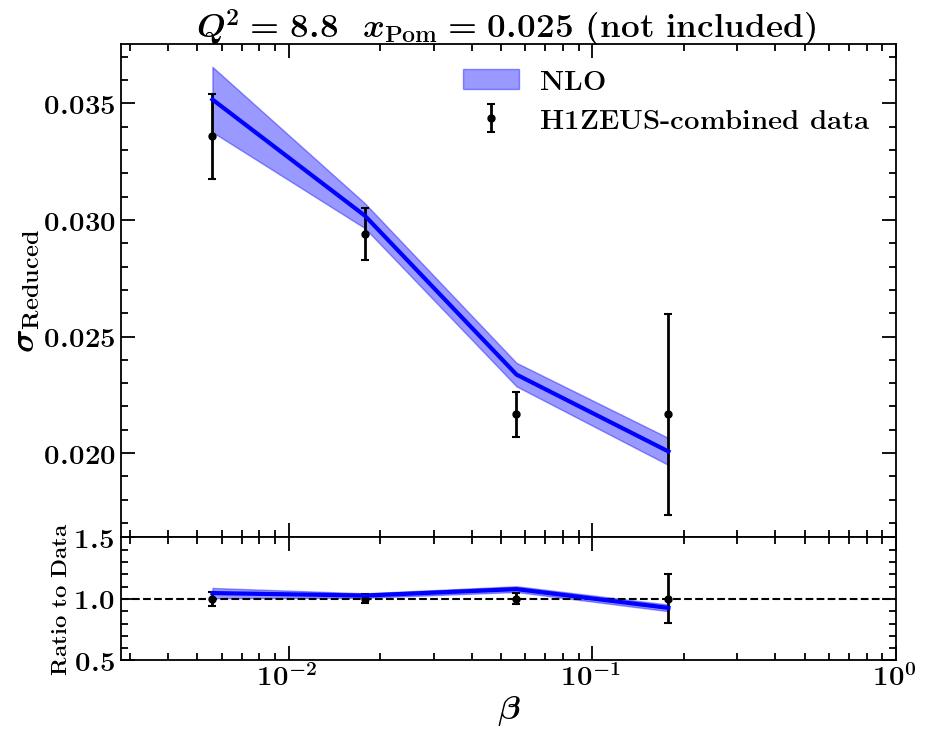 Q² = 8.8 x_Pom = 0.025 (not included)
NLO
H1ZEUS-combined data
σ_Reduced
0.035
0.030
0.025
0.020
Ratio to Data
1.5
1.0
0.5
10⁻²
10⁻¹
10⁰
β